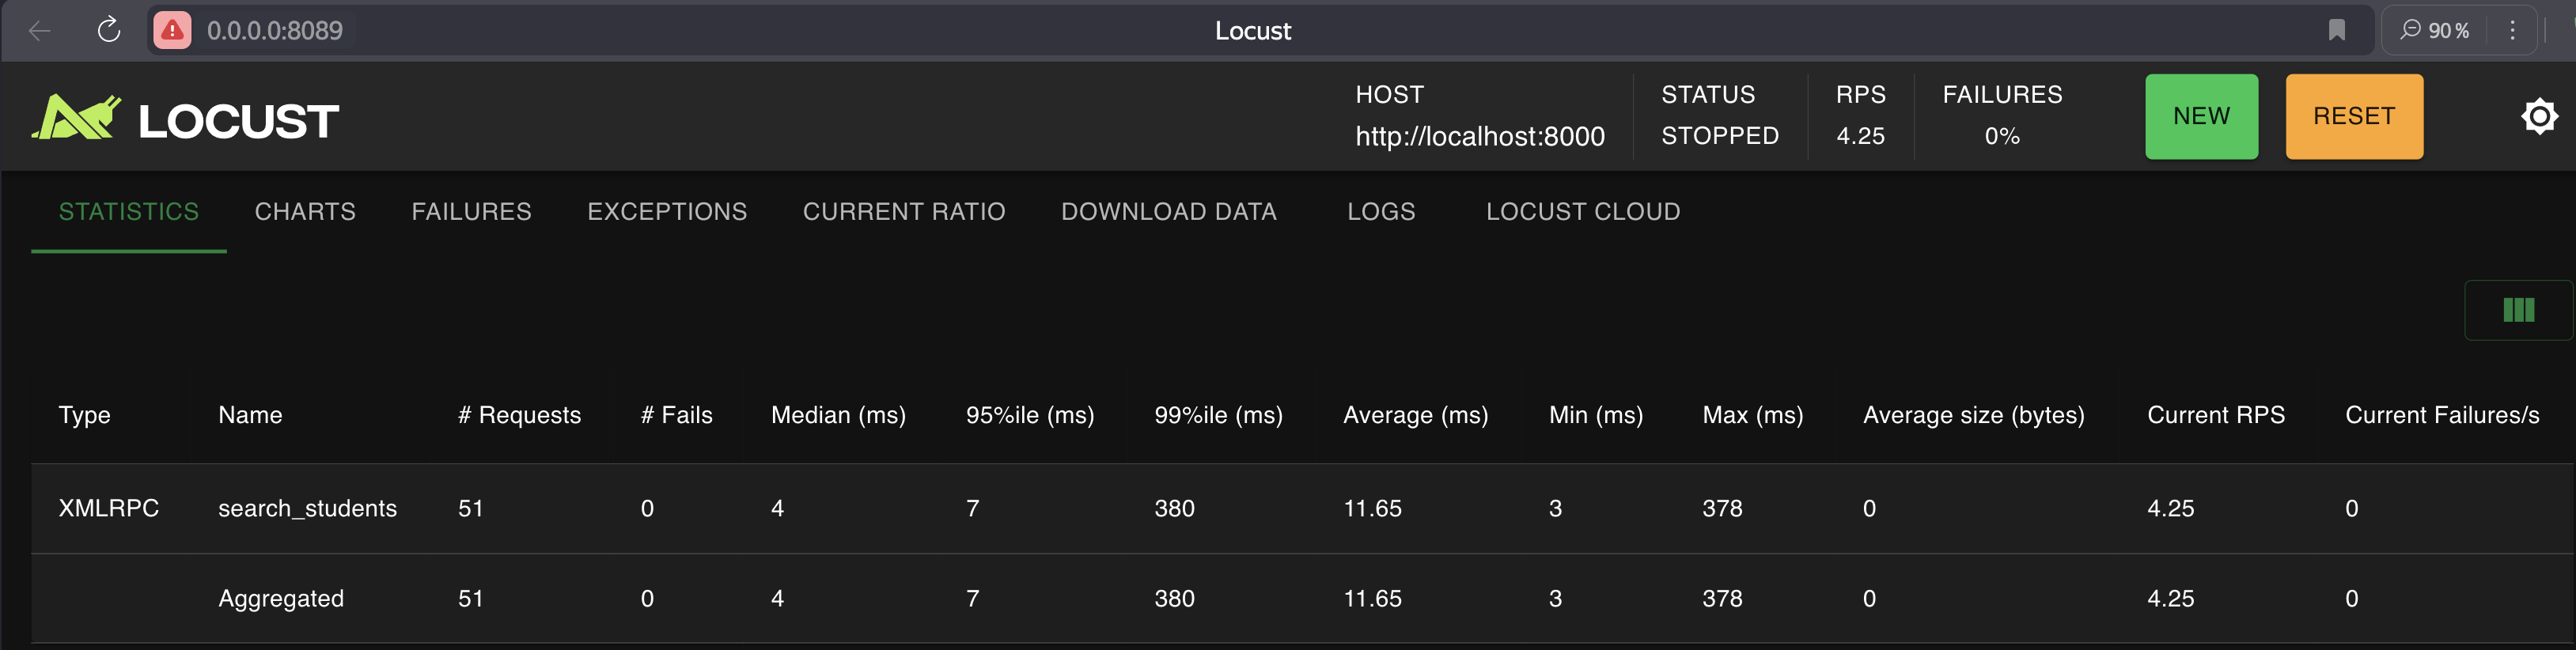 0.0.0.0:8089 Locust 90 %
LOCUST
HOST STATUS RPS FAILURES
http://localhost:8000 STOPPED 4.25 0%
NEW RESET
STATISTICS CHARTS FAILURES EXCEPTIONS CURRENT RATIO DOWNLOAD DATA LOGS LOCUST CLOUD
Type Name # Requests # Fails Median (ms) 95%ile (ms) 99%ile (ms) Average (ms) Min (ms) Max (ms) Average size (bytes) Current RPS Current Failures/s
XMLRPC search_students 51 0 4 7 380 11.65 3 378 0 4.25 0
Aggregated 51 0 4 7 380 11.65 3 378 0 4.25 0